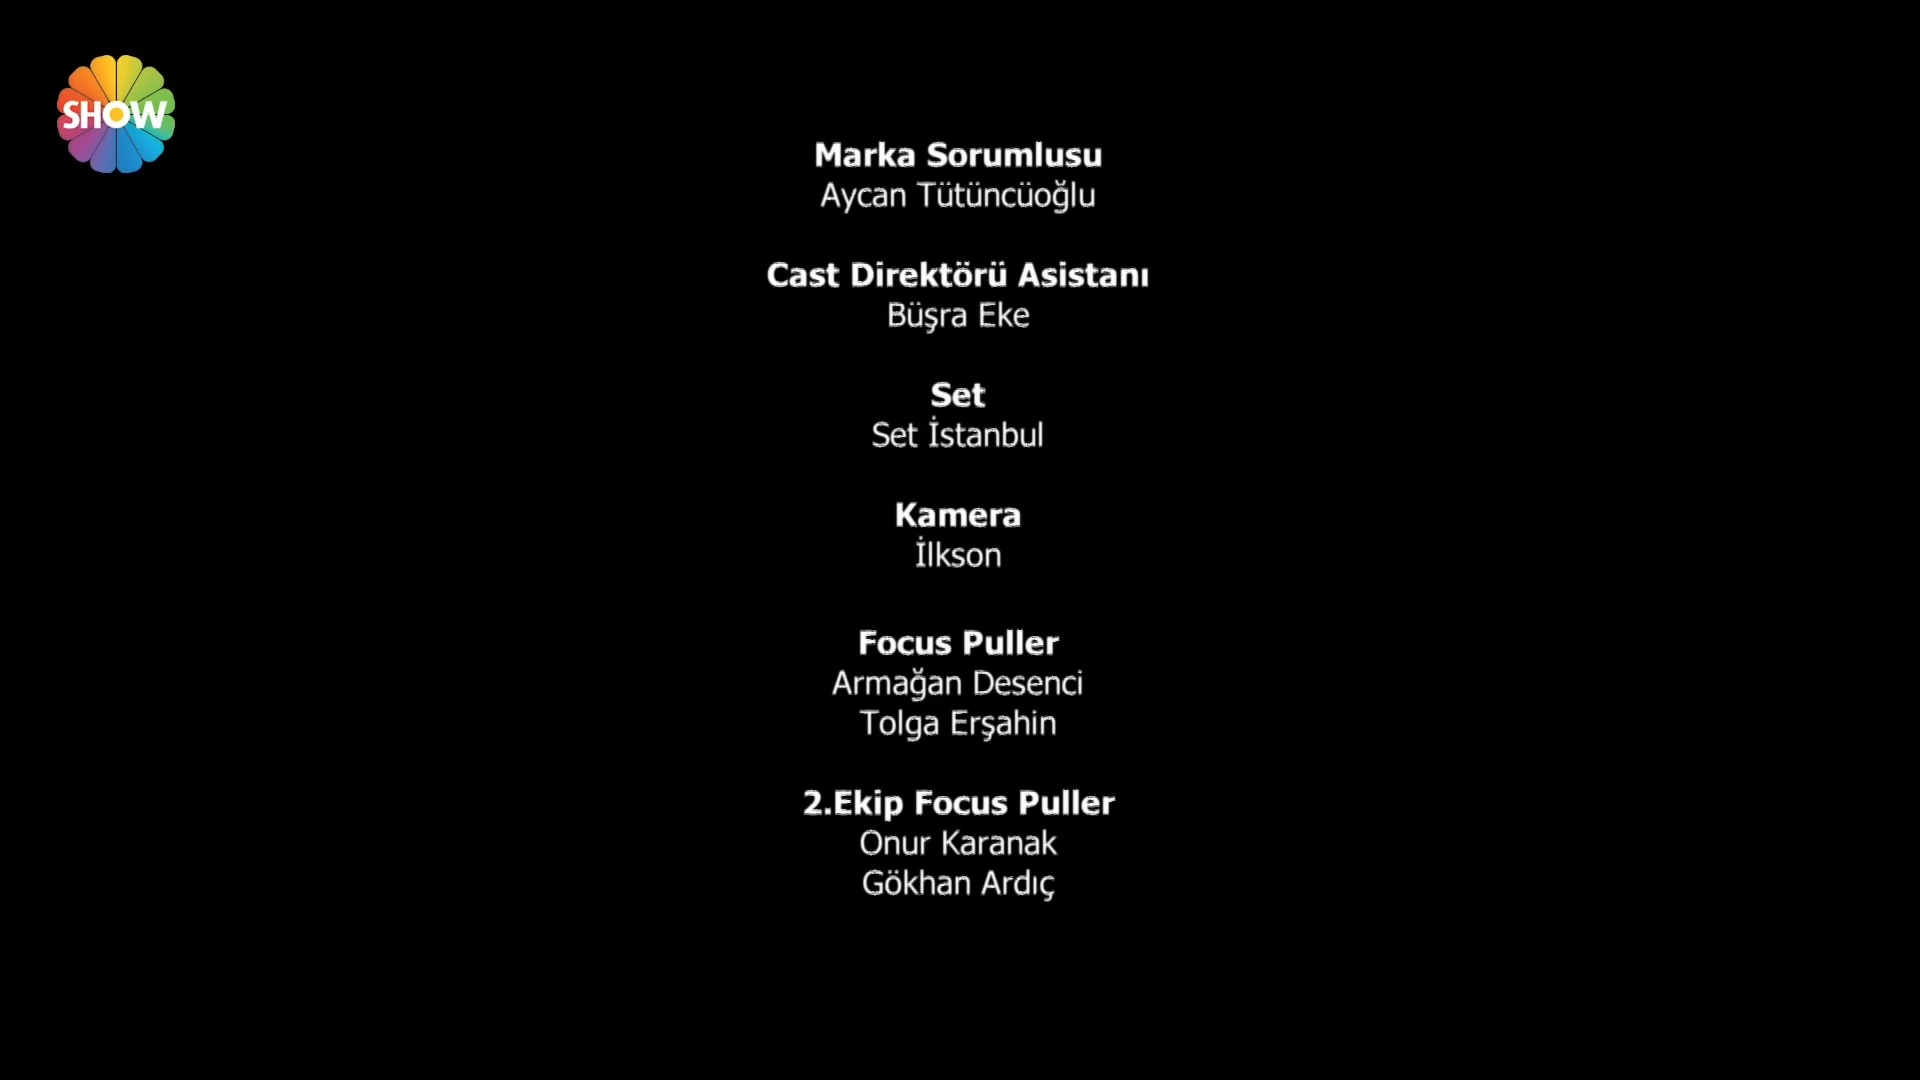 SHOW
Marka Sorumlusu
Aycan Tütüncüoğlu
Cast Direktörü Asistanı
Büşra Eke
Set
Set İstanbul
Kamera
İlkson
Focus Puller
Armağan Desenci
Tolga Erşahin
2.Ekip Focus Puller
Onur Karanak
Gökhan Ardıç